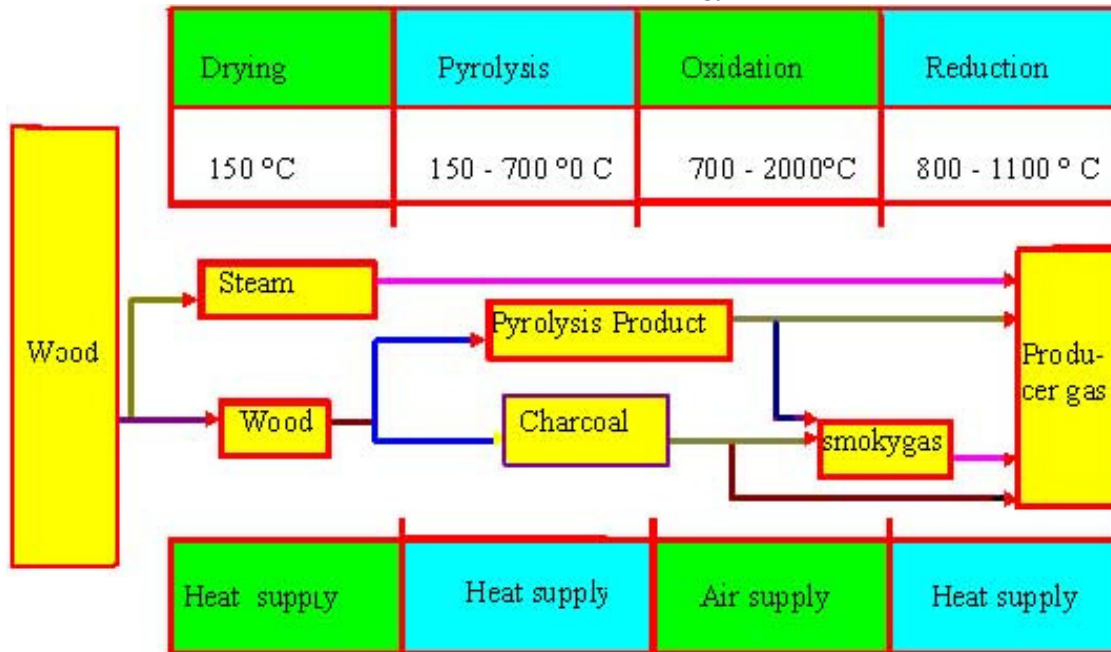 Drying Pyrolysis Oxidation Reduction
150 °C 150 - 700 °0 C 700 - 2000°C 800 - 1100 ° C
Steam
Pyrolysis Product
Wood
Produ-
cer gas
Wood
Charcoal
smokygas
Heat supply Heat supply Air supply Heat supply